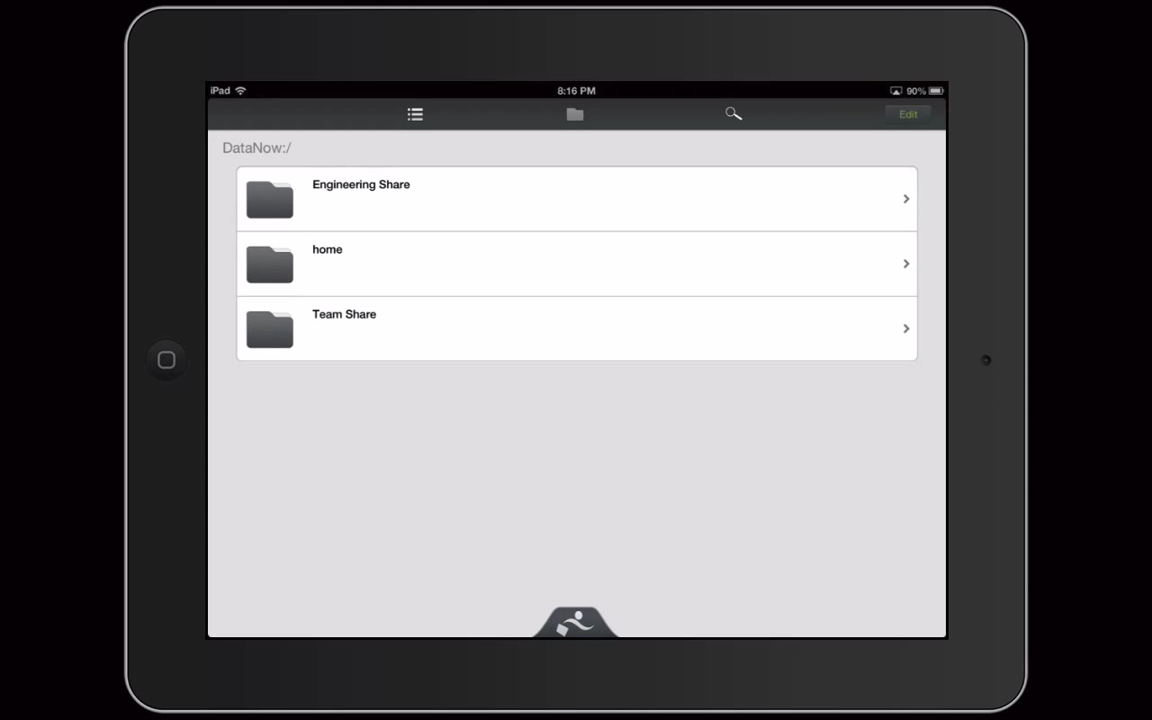 iPad 8:16 PM 90%
Edit
DataNow:/
Engineering Share
home
Team Share